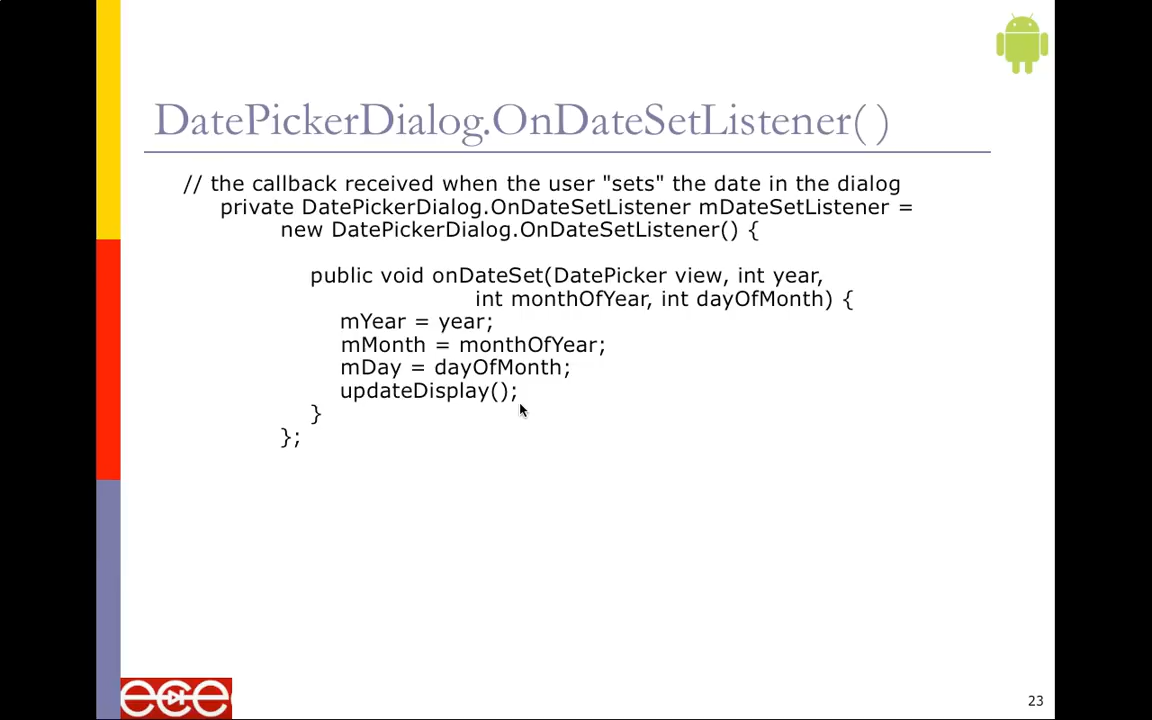 DatePickerDialog.OnDateSetListener( )
// the callback received when the user "sets" the date in the dialog
private DatePickerDialog.OnDateSetListener mDateSetListener =
new DatePickerDialog.OnDateSetListener() {
public void onDateSet(DatePicker view, int year,
int monthOfYear, int dayOfMonth) {
mYear = year;
mMonth = monthOfYear;
mDay = dayOfMonth;
updateDisplay();
}
};
ece
23